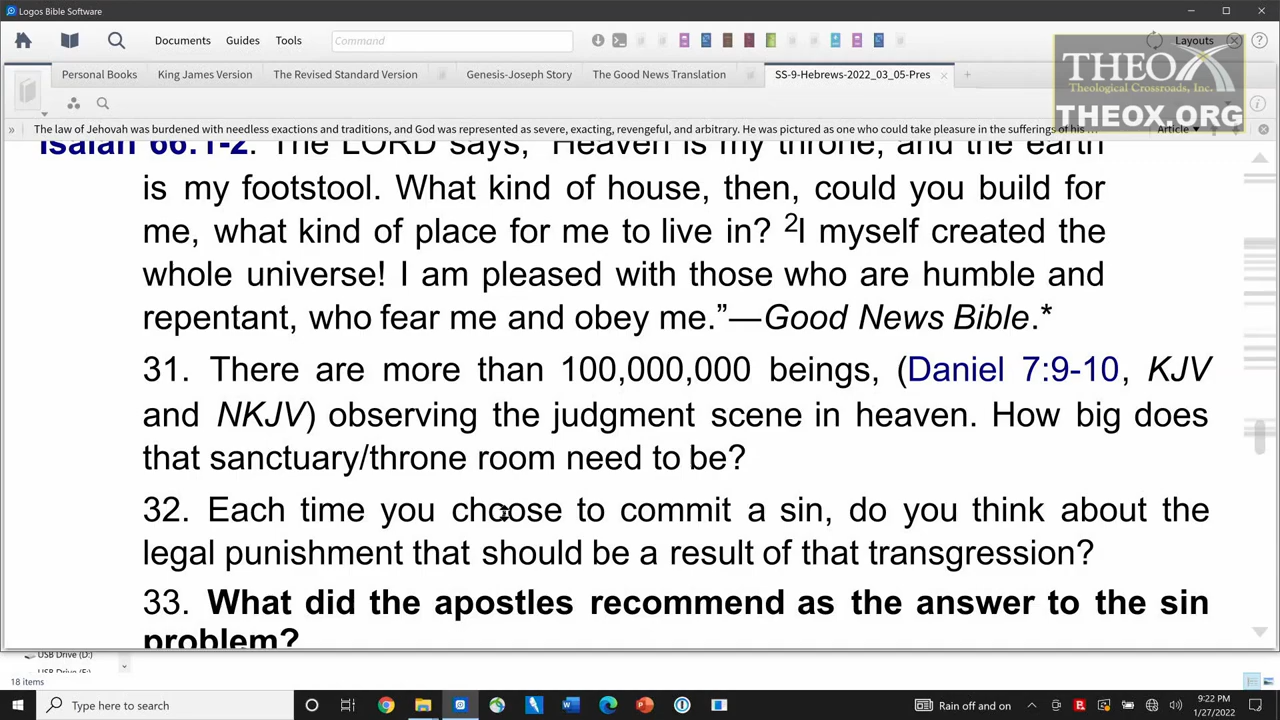 Logos Bible Software
Documents Guides Tools Command Layouts
THEOX
Theological Crossroads, Inc.
THEOX.ORG
Personal Books King James Version The Revised Standard Version Genesis-Joseph Story The Good News Translation SS-9-Hebrews-2022_03_05-Pres
The law of Jehovah was burdened with needless exactions and traditions, and God was represented as severe, exacting, revengeful, and arbitrary. He was pictured as one who could take pleasure in the sufferings of his ... Article
Isaiah 66:1-2: The LORD says, "Heaven is my throne, and the earth
is my footstool. What kind of house, then, could you build for
me, what kind of place for me to live in? 2I myself created the
whole universe! I am pleased with those who are humble and
repentant, who fear me and obey me.”—Good News Bible.*
31. There are more than 100,000,000 beings, (Daniel 7:9-10, KJV
and NKJV) observing the judgment scene in heaven. How big does
that sanctuary/throne room need to be?
32. Each time you choose to commit a sin, do you think about the
legal punishment that should be a result of that transgression?
33. What did the apostles recommend as the answer to the sin
problem?
USB Drive (D:)
18 items
Type here to search
Rain off and on
9:22 PM
1/27/2022